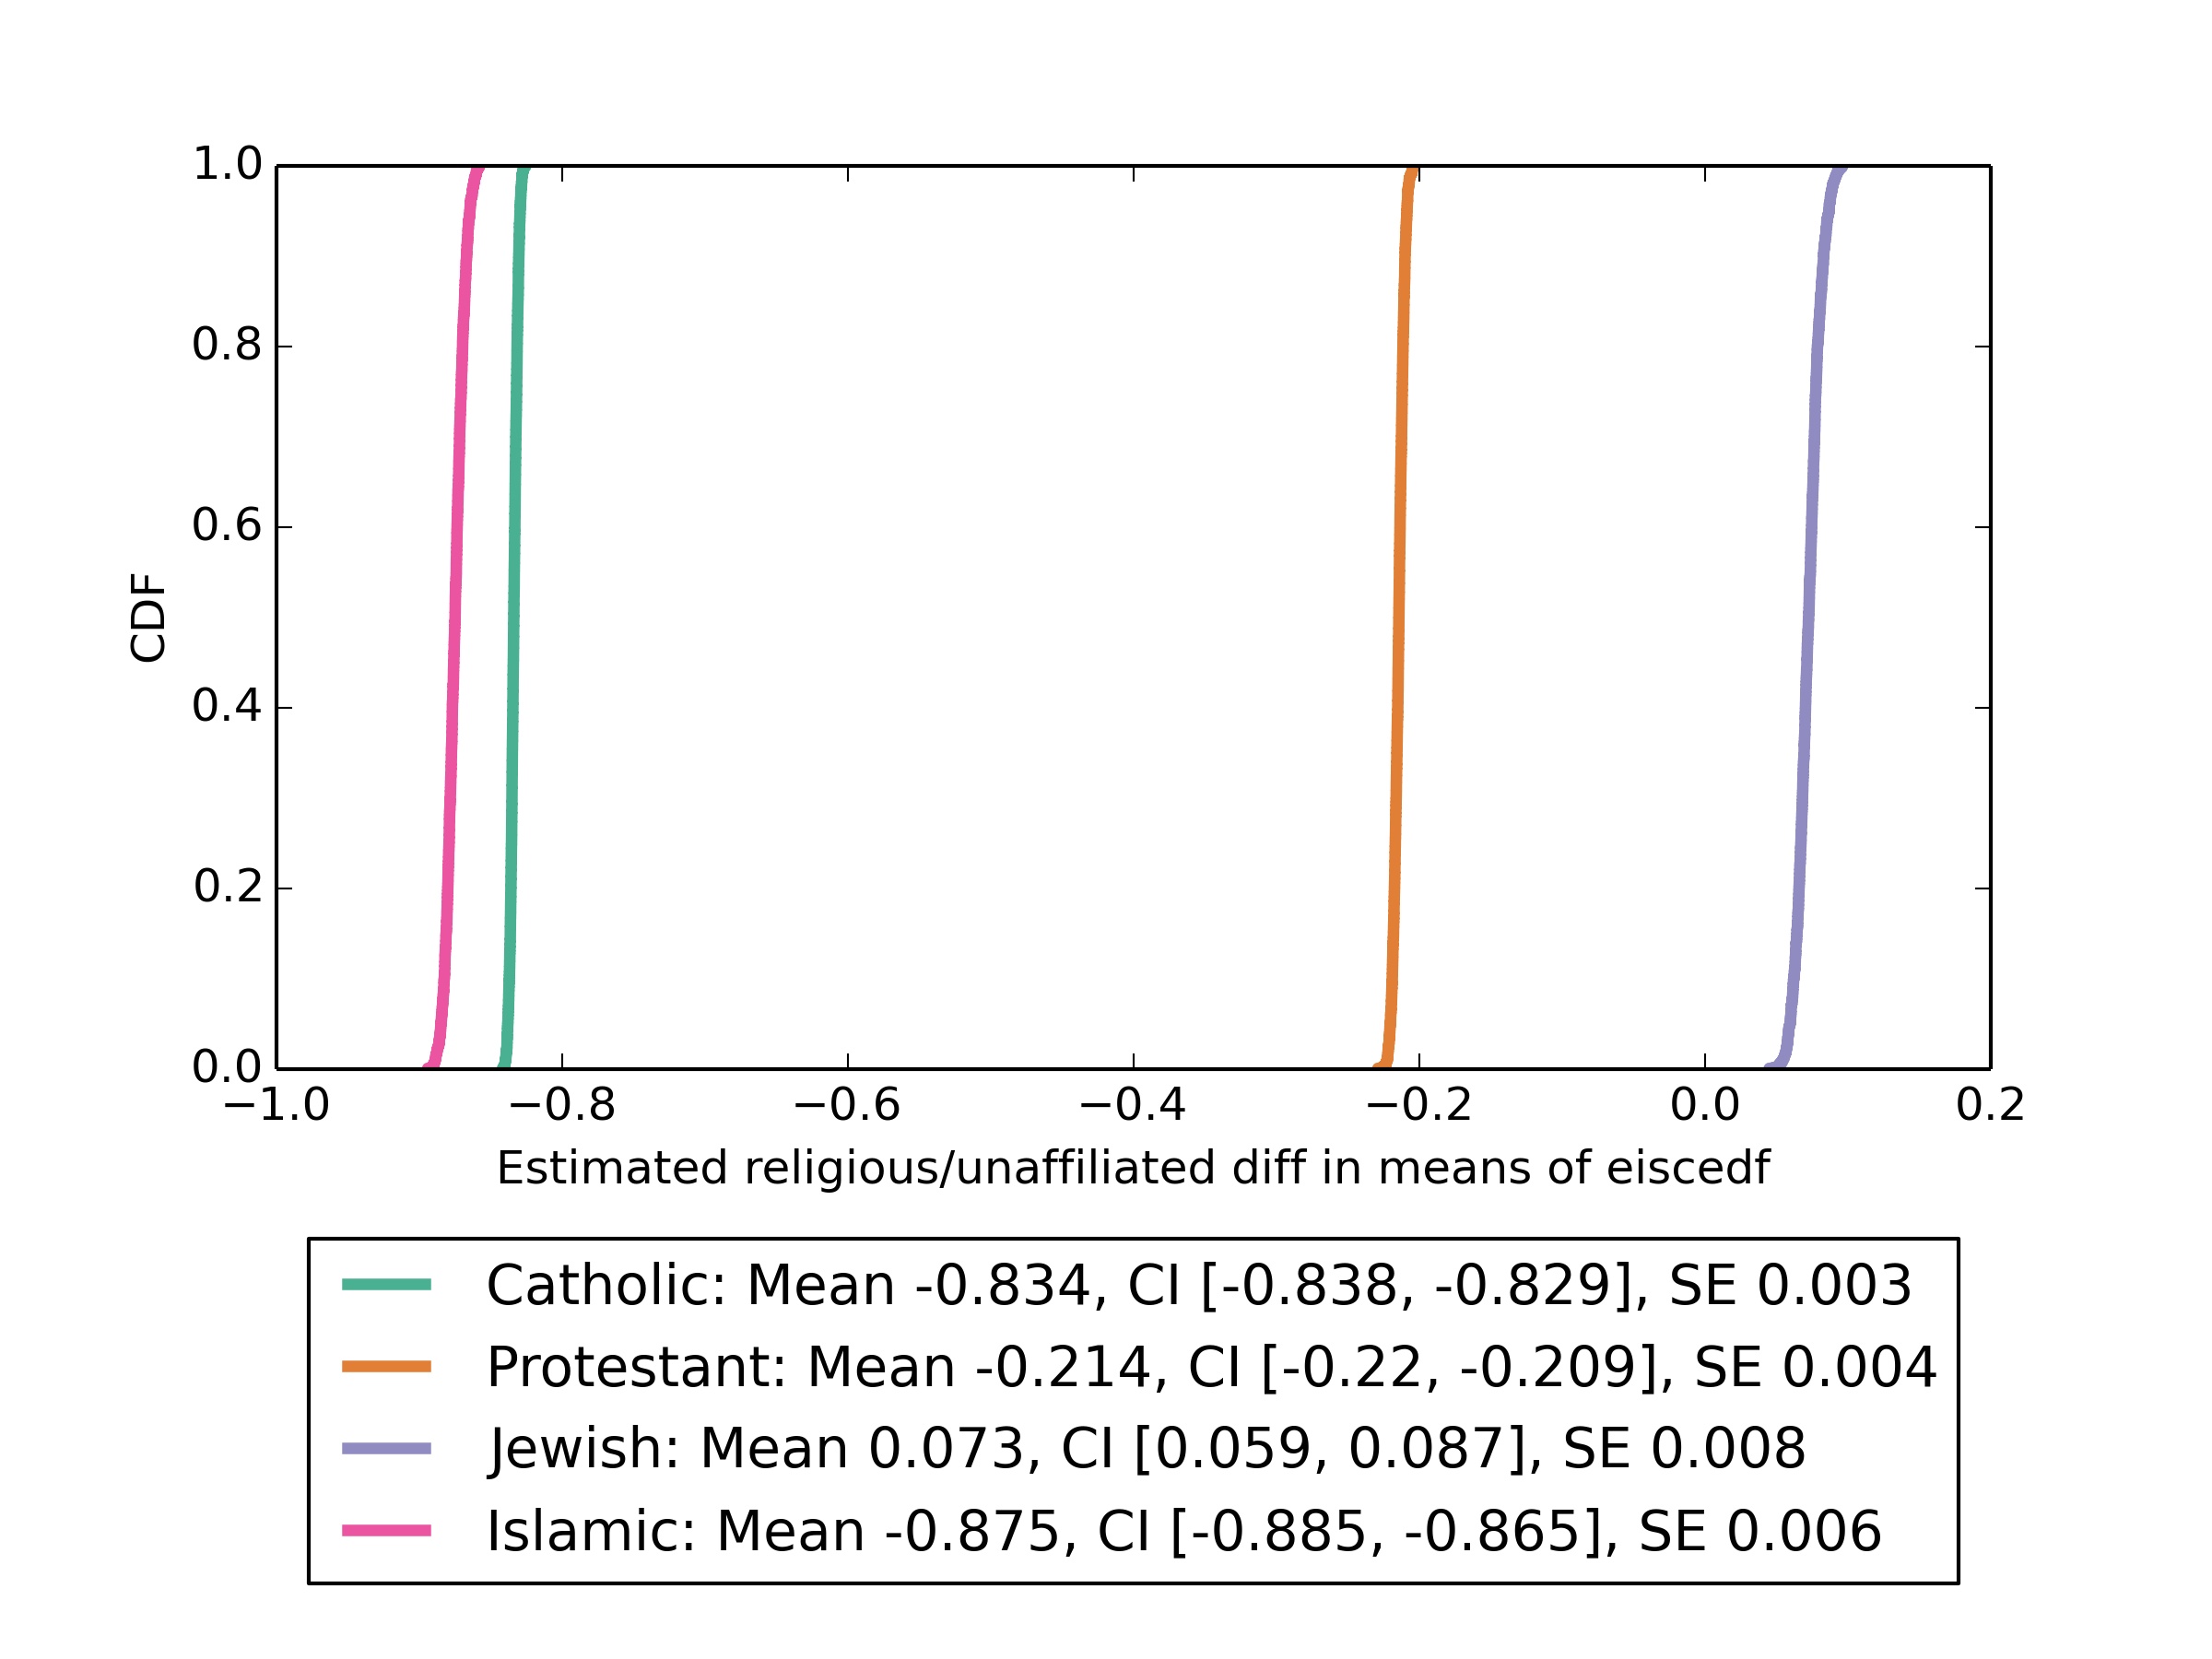 1.0
0.8
0.6
0.4
0.2
0.0
CDF
−1.0 −0.8 −0.6 −0.4 −0.2 0.0 0.2
Estimated religious/unaffiliated diff in means of eiscedf
Catholic: Mean -0.834, CI [-0.838, -0.829], SE 0.003
Protestant: Mean -0.214, CI [-0.22, -0.209], SE 0.004
Jewish: Mean 0.073, CI [0.059, 0.087], SE 0.008
Islamic: Mean -0.875, CI [-0.885, -0.865], SE 0.006